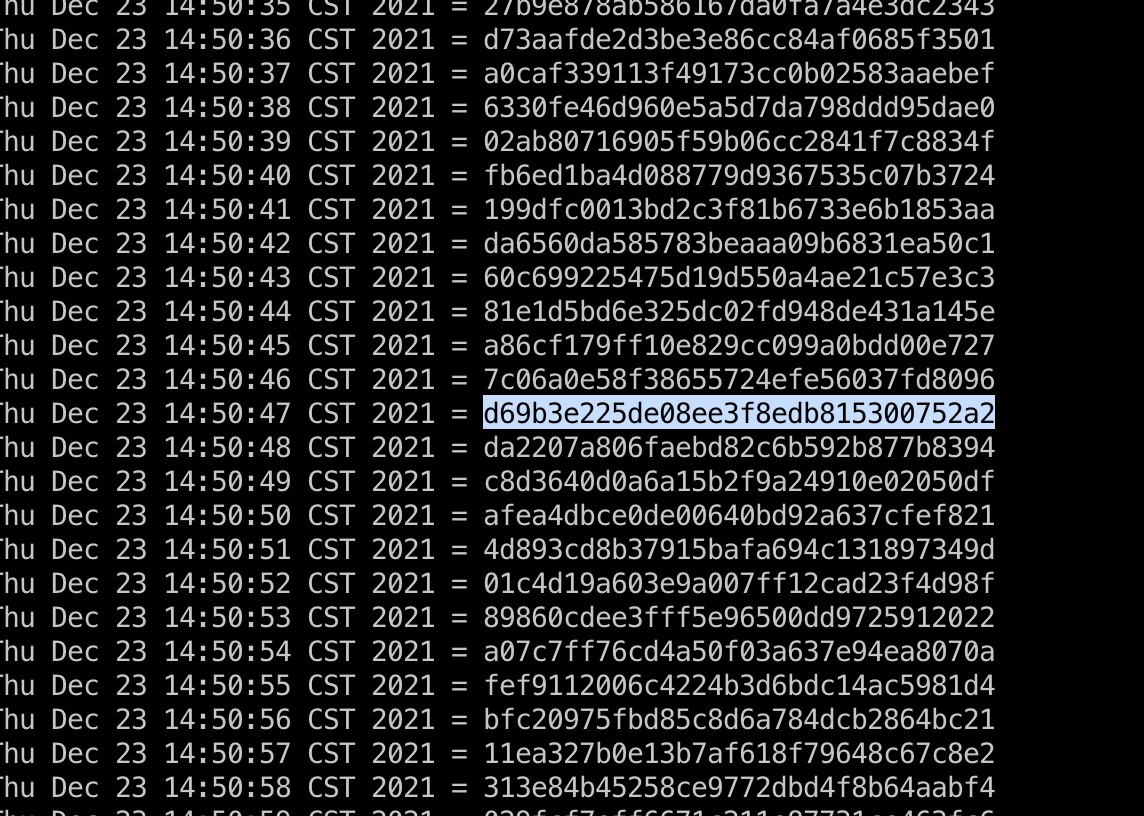 hu Dec 23 14:50:35 CST 2021 = 27b9e878ab586167da0fa7a4e3dc2343
hu Dec 23 14:50:36 CST 2021 = d73aafde2d3be3e86cc84af0685f3501
hu Dec 23 14:50:37 CST 2021 = a0caf339113f49173cc0b02583aaebef
hu Dec 23 14:50:38 CST 2021 = 6330fe46d960e5a5d7da798ddd95dae0
hu Dec 23 14:50:39 CST 2021 = 02ab80716905f59b06cc2841f7c8834f
hu Dec 23 14:50:40 CST 2021 = fb6ed1ba4d088779d9367535c07b3724
hu Dec 23 14:50:41 CST 2021 = 199dfc0013bd2c3f81b6733e6b1853aa
hu Dec 23 14:50:42 CST 2021 = da6560da585783beaaa09b6831ea50c1
hu Dec 23 14:50:43 CST 2021 = 60c699225475d19d550a4ae21c57e3c3
hu Dec 23 14:50:44 CST 2021 = 81e1d5bd6e325dc02fd948de431a145e
hu Dec 23 14:50:45 CST 2021 = a86cf179ff10e829cc099a0bdd00e727
hu Dec 23 14:50:46 CST 2021 = 7c06a0e58f38655724efe56037fd8096
hu Dec 23 14:50:47 CST 2021 = d69b3e225de08ee3f8edb815300752a2
hu Dec 23 14:50:48 CST 2021 = da2207a806faebd82c6b592b877b8394
hu Dec 23 14:50:49 CST 2021 = c8d3640d0a6a15b2f9a24910e02050df
hu Dec 23 14:50:50 CST 2021 = afea4dbce0de00640bd92a637cfef821
hu Dec 23 14:50:51 CST 2021 = 4d893cd8b37915bafa694c131897349d
hu Dec 23 14:50:52 CST 2021 = 01c4d19a603e9a007ff12cad23f4d98f
hu Dec 23 14:50:53 CST 2021 = 89860cdee3fff5e96500dd9725912022
hu Dec 23 14:50:54 CST 2021 = a07c7ff76cd4a50f03a637e94ea8070a
hu Dec 23 14:50:55 CST 2021 = fef9112006c4224b3d6bdc14ac5981d4
hu Dec 23 14:50:56 CST 2021 = bfc20975fbd85c8d6a784dcb2864bc21
hu Dec 23 14:50:57 CST 2021 = 11ea327b0e13b7af618f79648c67c8e2
hu Dec 23 14:50:58 CST 2021 = 313e84b45258ce9772dbd4f8b64aabf4